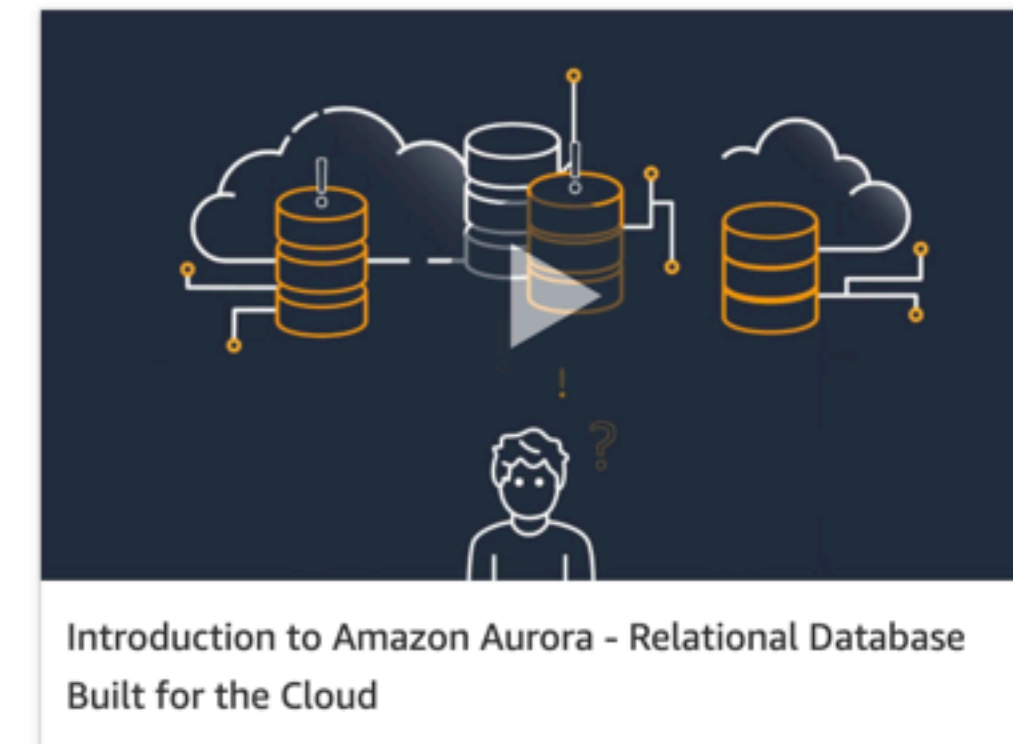 !
!
!
?
Introduction to Amazon Aurora - Relational Database
Built for the Cloud